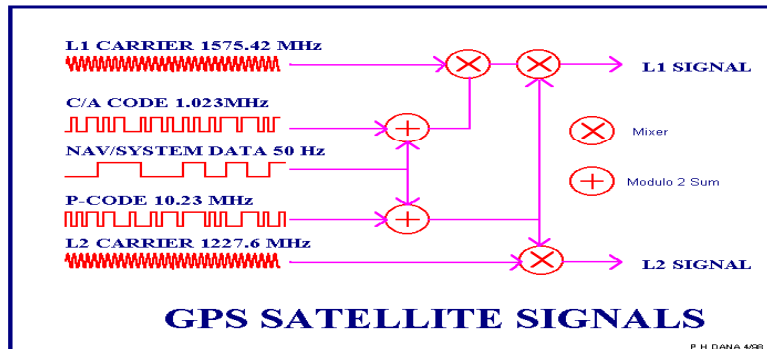 L1 CARRIER 1575.42 MHz
L1 SIGNAL
C/A CODE 1.023MHz
Mixer
NAV/SYSTEM DATA 50 Hz
Modulo 2 Sum
P-CODE 10.23 MHz
L2 CARRIER 1227.6 MHz
L2 SIGNAL
GPS SATELLITE SIGNALS
P H DANA 4/98